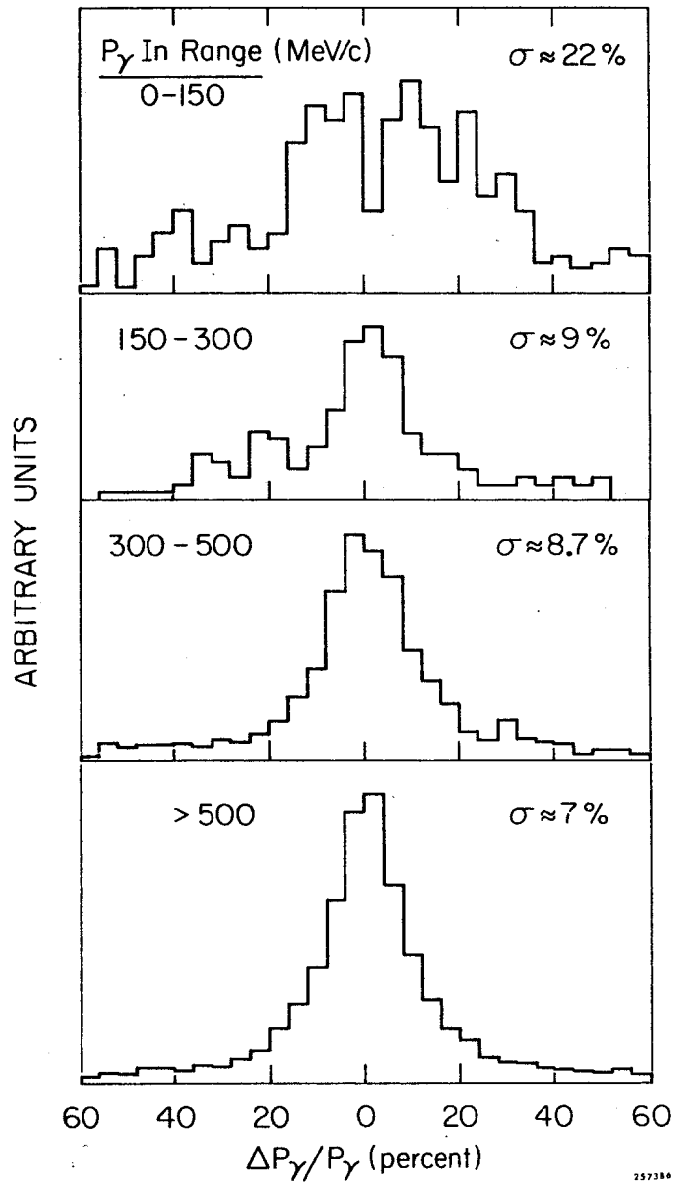 Pγ In Range (MeV/c)
0-150
σ ≈ 22 %
150 - 300
σ ≈ 9 %
300 - 500
σ ≈ 8.7 %
> 500
σ ≈ 7 %
ARBITRARY UNITS
60 40 20 0 20 40 60
ΔPγ/Pγ (percent)
2573B6